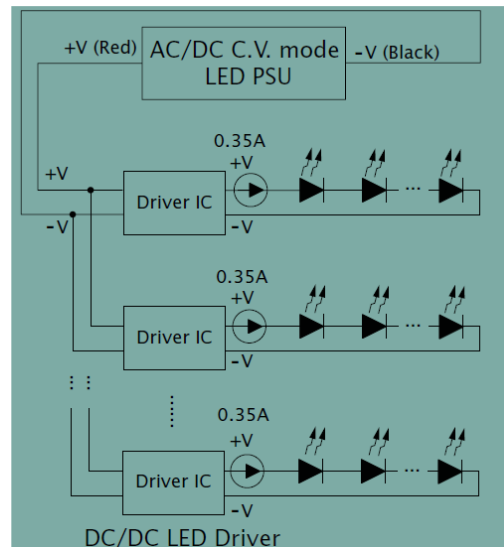 +V (Red)
AC/DC C.V. mode
LED PSU
-V (Black)
0.35A
+V
+V
Driver IC
...
-V
-V
0.35A
+V
Driver IC
...
-V
0.35A
+V
Driver IC
...
-V
DC/DC LED Driver